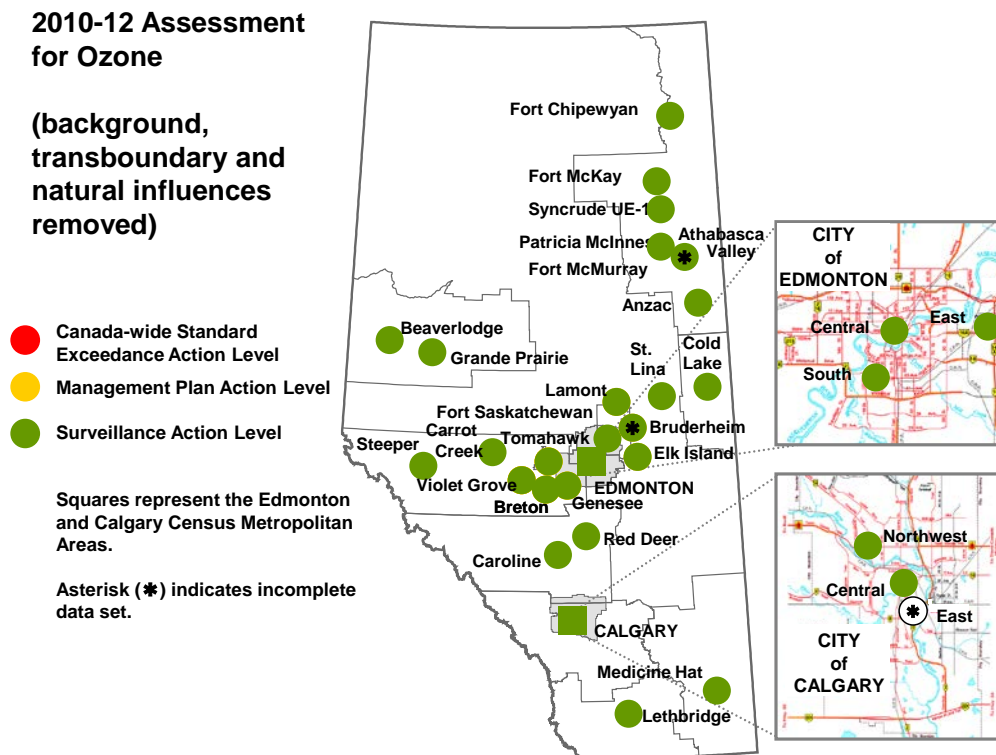 2010-12 Assessment
for Ozone
(background,
transboundary and
natural influences
removed)
Canada-wide Standard
Exceedance Action Level
Management Plan Action Level
Surveillance Action Level
Squares represent the Edmonton
and Calgary Census Metropolitan
Areas.
Asterisk (*) indicates incomplete
data set.
Fort Chipewyan
Fort McKay
Syncrude UE-1
Patricia McInnes
Athabasca
Valley
Fort McMurray
Anzac
Beaverlodge
Grande Prairie
St.
Lina
Cold
Lake
Lamont
Fort Saskatchewan
Bruderheim
Carrot
Creek
Tomahawk
Steeper
Elk Island
Violet Grove
EDMONTON
Breton
Genesee
Red Deer
Caroline
CALGARY
Medicine Hat
Lethbridge
CITY
of
EDMONTON
Central
East
South
Northwest
Central
East
CITY
of
CALGARY